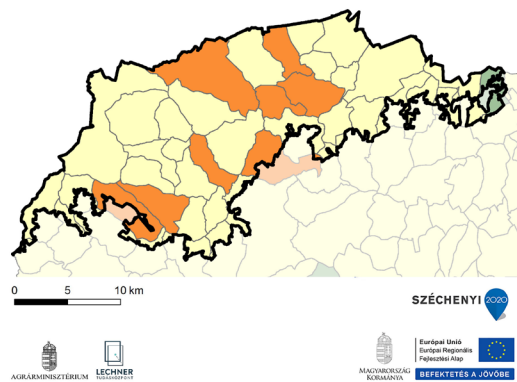 0 5 10 km
SZÉCHENYI 2020
AGRÁRMINISZTÉRIUM
LECHNER
TUDÁSKÖZPONT
MAGYARORSZÁG
KORMÁNYA
Európai Unió
Európai Regionális
Fejlesztési Alap
BEFEKTETÉS A JÖVŐBE